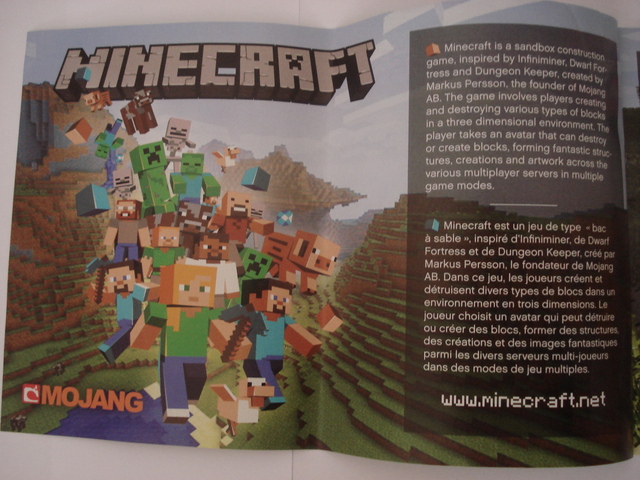 MINECRAFT
Minecraft is a sandbox construction
game, inspired by Infiniminer, Dwarf For-
tress and Dungeon Keeper, created by
Markus Persson, the founder of Mojang
AB. The game involves players creating
and destroying various types of blocks
in a three dimensional environment. The
player takes an avatar that can destroy
or create blocks, forming fantastic struc-
tures, creations and artwork across the
various multiplayer servers in multiple
game modes.
Minecraft est un jeu de type « bac
à sable », inspiré d'Infiniminer, de Dwarf
Fortress et de Dungeon Keeper, créé par
Markus Persson, le fondateur de Mojang
AB. Dans ce jeu, les joueurs créent et
détruisent divers types de blocs dans un
environnement en trois dimensions. Le
joueur choisit un avatar qui peut détruire
ou créer des blocs, former des structures,
des créations et des images fantastiques
parmi les divers serveurs multi-joueurs
dans des modes de jeu multiples.
MOJANG
www.minecraft.net